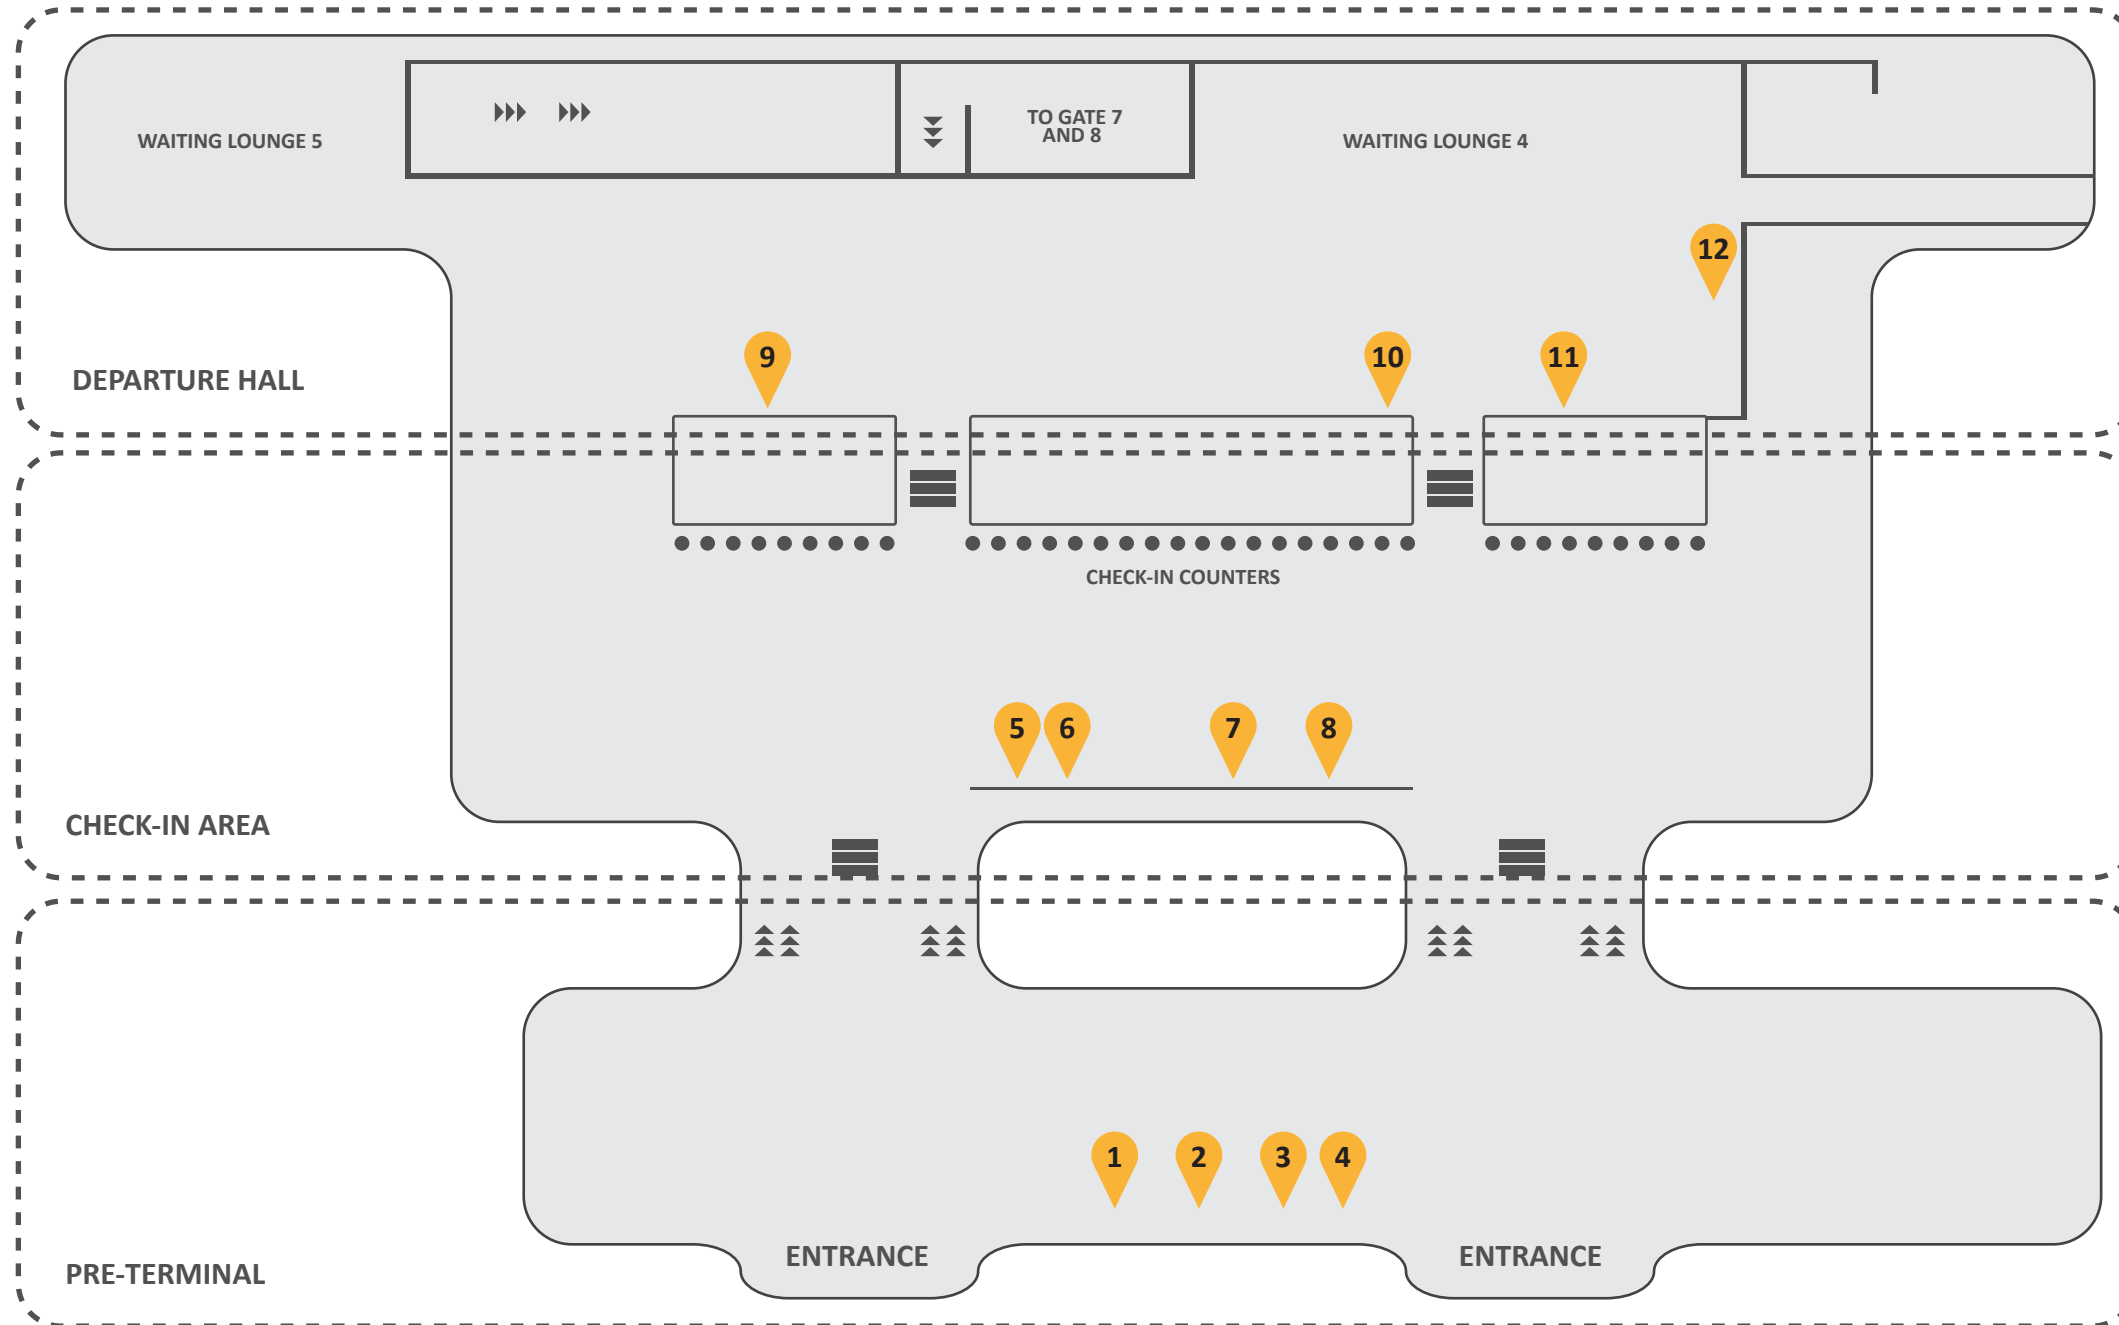 TO GATE 7
AND 8
WAITING LOUNGE 5
WAITING LOUNGE 4
12
9
10
11
DEPARTURE HALL
CHECK-IN COUNTERS
5
6
7
8
CHECK-IN AREA
1
2
3
4
ENTRANCE
ENTRANCE
PRE-TERMINAL